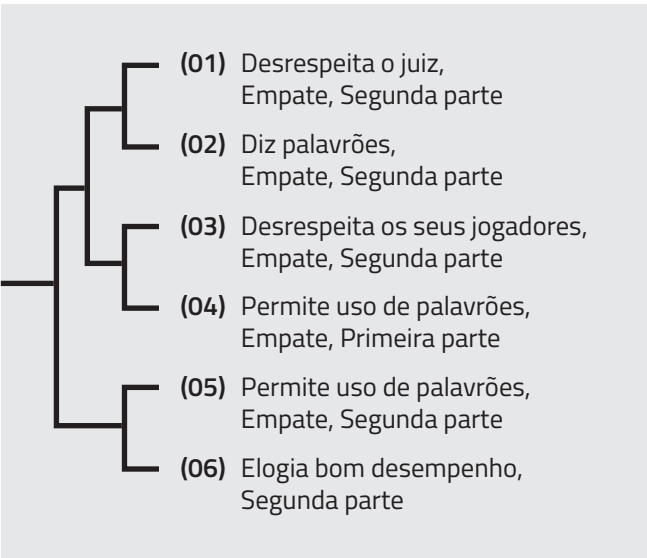 (01) Desrespeita o juiz,
Empate, Segunda parte
(02) Diz palavrões,
Empate, Segunda parte
(03) Desrespeita os seus jogadores,
Empate, Segunda parte
(04) Permite uso de palavrões,
Empate, Primeira parte
(05) Permite uso de palavrões,
Empate, Segunda parte
(06) Elogia bom desempenho,
Segunda parte